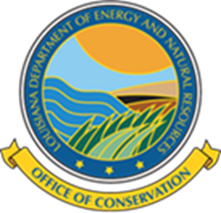 LOUISIANA DEPARTMENT OF ENERGY AND NATURAL RESOURCES
OFFICE OF CONSERVATION